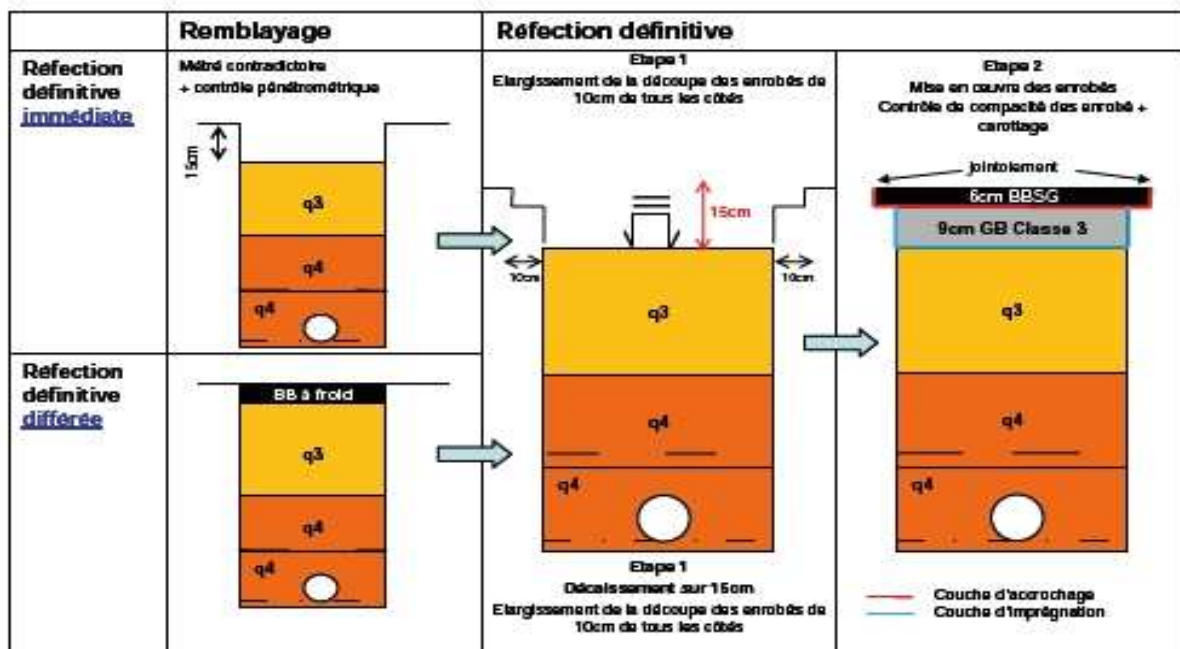 Remblayage
Réfection définitive
Réfection
définitive
immédiate
Métré contradictoire
+ contrôle pénétrométrique
15cm
q3
q4
q4
Etape 1
Elargissement de la découpe des enrobés de
10cm de tous les côtés
15cm
10cm
10cm
q3
q4
q4
Etape 1
Décaissement sur 15cm
Elargissement de la découpe des enrobés de
10cm de tous les côtés
Etape 2
Mise en œuvre des enrobés
Contrôle de compacité des enrobé +
carottage
jointoiement
6cm BBSG
9cm GB Classe 3
q3
q4
q4
Couche d'accrochage
Couche d'imprégnation
Réfection
définitive
différée
BB à froid
q3
q4
q4